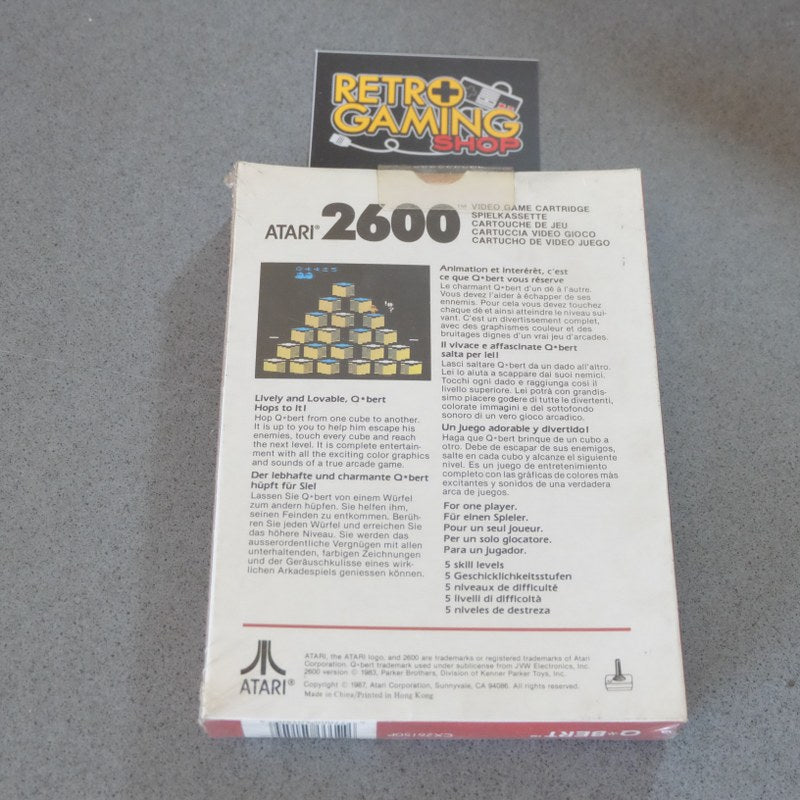 RETRO
GAMING
SHOP
ATARI® 2600™
VIDEO GAME CARTRIDGE
SPIELKASSETTE
CARTOUCHE DE JEU
CARTUCCIA VIDEO GIOCO
CARTUCHO DE VIDEO JUEGO
Lively and Lovable, Q*bert
Hops to It!
Hop Q*bert from one cube to another.
It is up to you to help him escape his
enemies, touch every cube and reach
the next level. It is complete entertain-
ment with all the exciting color graphics
and sounds of a true arcade game.
Der lebhafte und charmante Q*bert
hüpft für Sie!
Lassen Sie Q*bert von einem Würfel
zum andern hüpfen. Sie helfen ihm,
seinen Feinden zu entkommen. Berüh-
ren Sie jeden Würfel und erreichen Sie
das höhere Niveau. Sie werden das
ausserordentliche Vergnügen mit allen
unterhaltenden, farbigen Zeichnungen
und der Geräuschkulisse eines wirk-
lichen Arkadespiels geniessen können.
Animation et interérêt, c'est
ce que Q*bert vous réserve
Le charmant Q*bert d'un dé à l'autre.
Vous devez l'aider à échapper de ses
ennemis. Pour cela vous devez touchez
chaque dé et ainsi atteindre le niveau sui-
vant. C'est un divertissement complet,
avec des graphismes couleur et des
bruitages dignes d'un vrai jeu d'arcades.
Il vivace e affascinate Q*bert
salta per lei!
Lasci saltare Q*bert da un dado all'altro.
Lei lo aiuta a scappare dai suoi nemici.
Tocchi ogni dado e raggiunga così il
livello superiore. Lei potrà con grandis-
simo piacere godere di tutte le divertenti,
colorate immagini e del sottofondo
sonoro di un vero gioco arcadico.
Un juego adorable y divertido!
Haga que Q*bert brinque de un cubo a
otro. Debe de escapar de sus enemigos,
salte en cada cubo y alcanze el siguiente
nivel. Es un juego de entretenimiento
completo con las gráficas de colores más
excitantes y sonidos de una verdadera
arca de juegos.
For one player.
Für einen Spieler.
Pour un seul joueur.
Per un solo giocatore.
Para un jugador.
5 skill levels
5 Geschicklichkeitsstufen
5 niveaux de difficulté
5 livelli di difficoltà
5 niveles de destreza
ATARI®
ATARI, the ATARI logo, and 2600 are trademarks or registered trademarks of Atari
Corporation. Q*bert trademark used under sublicense from JVW Electronics, Inc.
2600 version © 1983, Parker Brothers, Division of Kenner Parker Toys, Inc.
Copyright © 1987, Atari Corporation, Sunnyvale, CA 94086. All rights reserved.
Made in China/Printed in Hong Kong
CX26150P
Q*BERT™